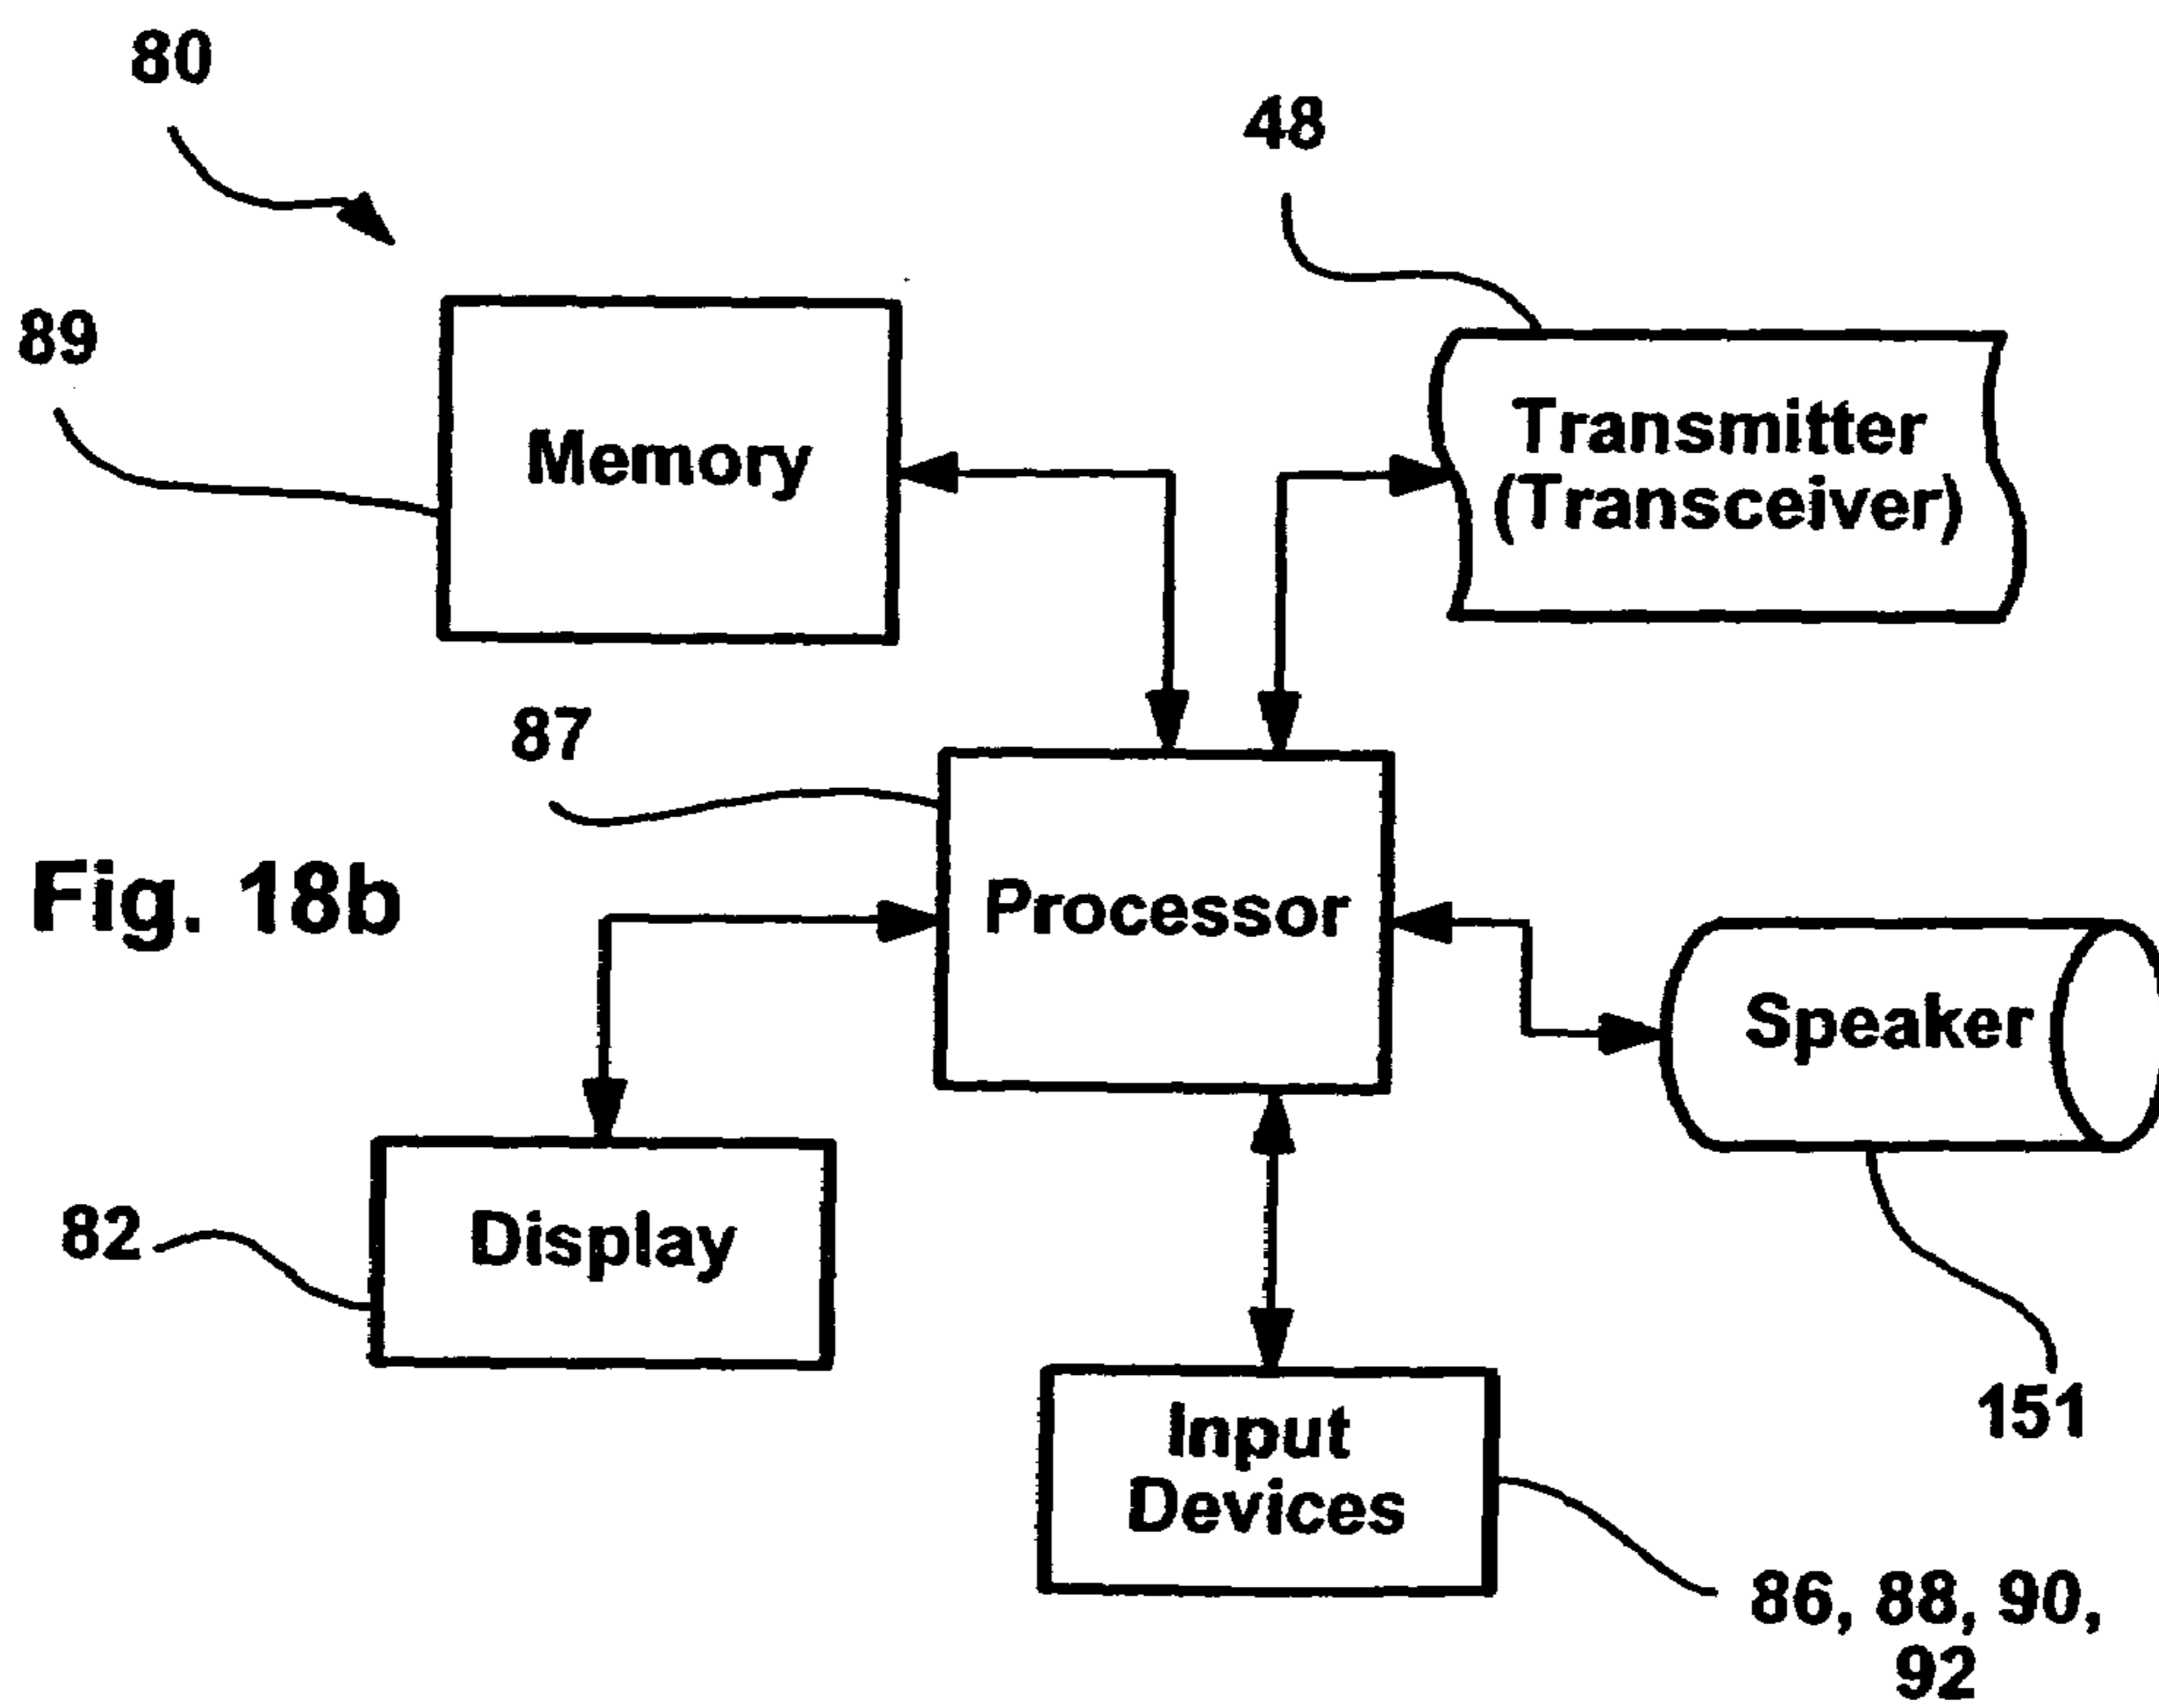 80
48
89
Memory
Transmitter
(Transceiver)
87
Fig. 18b
Processor
Speaker
82
Display
151
Input
Devices
86, 88, 90,
92